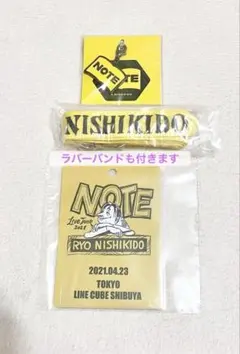 NOTE
NOTE
NISHIKIDO
ラバーバンドも付きます
NOTE
LIVE TOUR
2021
RYO NISHIKIDO
2021.04.23
TOKYO
LINE CUBE SHIBUYA